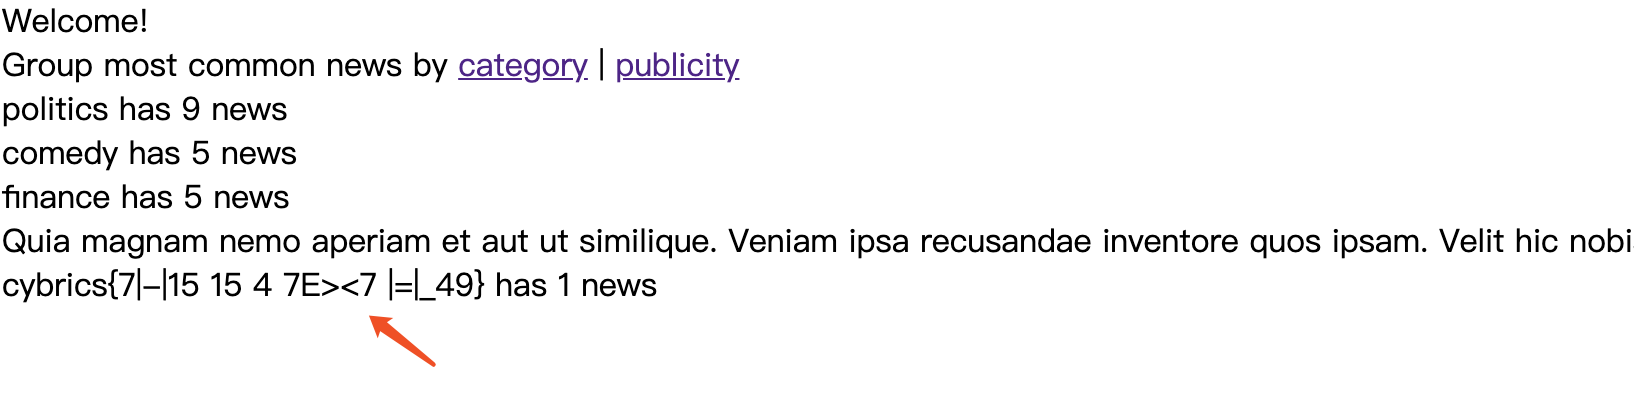 Welcome!
Group most common news by category | publicity
politics has 9 news
comedy has 5 news
finance has 5 news
Quia magnam nemo aperiam et aut ut similique. Veniam ipsa recusandae inventore quos ipsam. Velit hic nobi
cybrics{7|-|15 15 4 7E><7 |=|_49} has 1 news